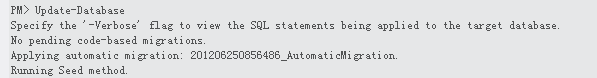 PM> Update-Database
Specify the '-Verbose' flag to view the SQL statements being applied to the target database.
No pending code-based migrations.
Applying automatic migration: 201206250856486_AutomaticMigration.
Running Seed method.